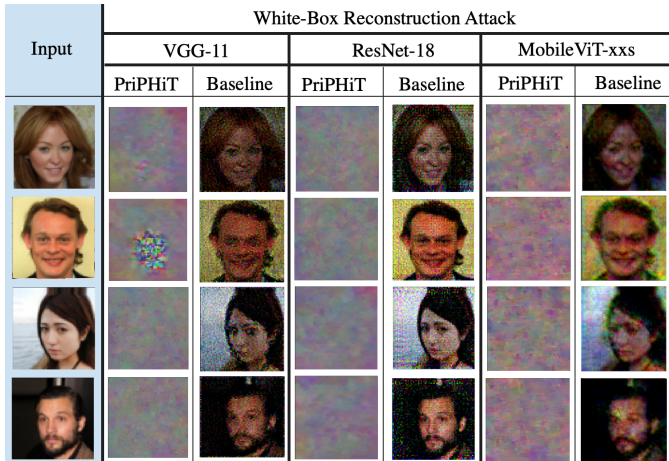 White-Box Reconstruction Attack
Input
VGG-11 ResNet-18 MobileViT-xxs
PriPHiT Baseline PriPHiT Baseline PriPHiT Baseline